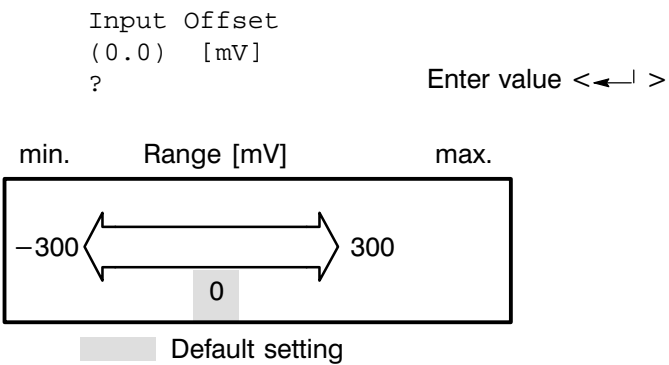 Input Offset
(0.0) [mV]
? Enter value < >
min. Range [mV] max.
−300 300
0
Default setting